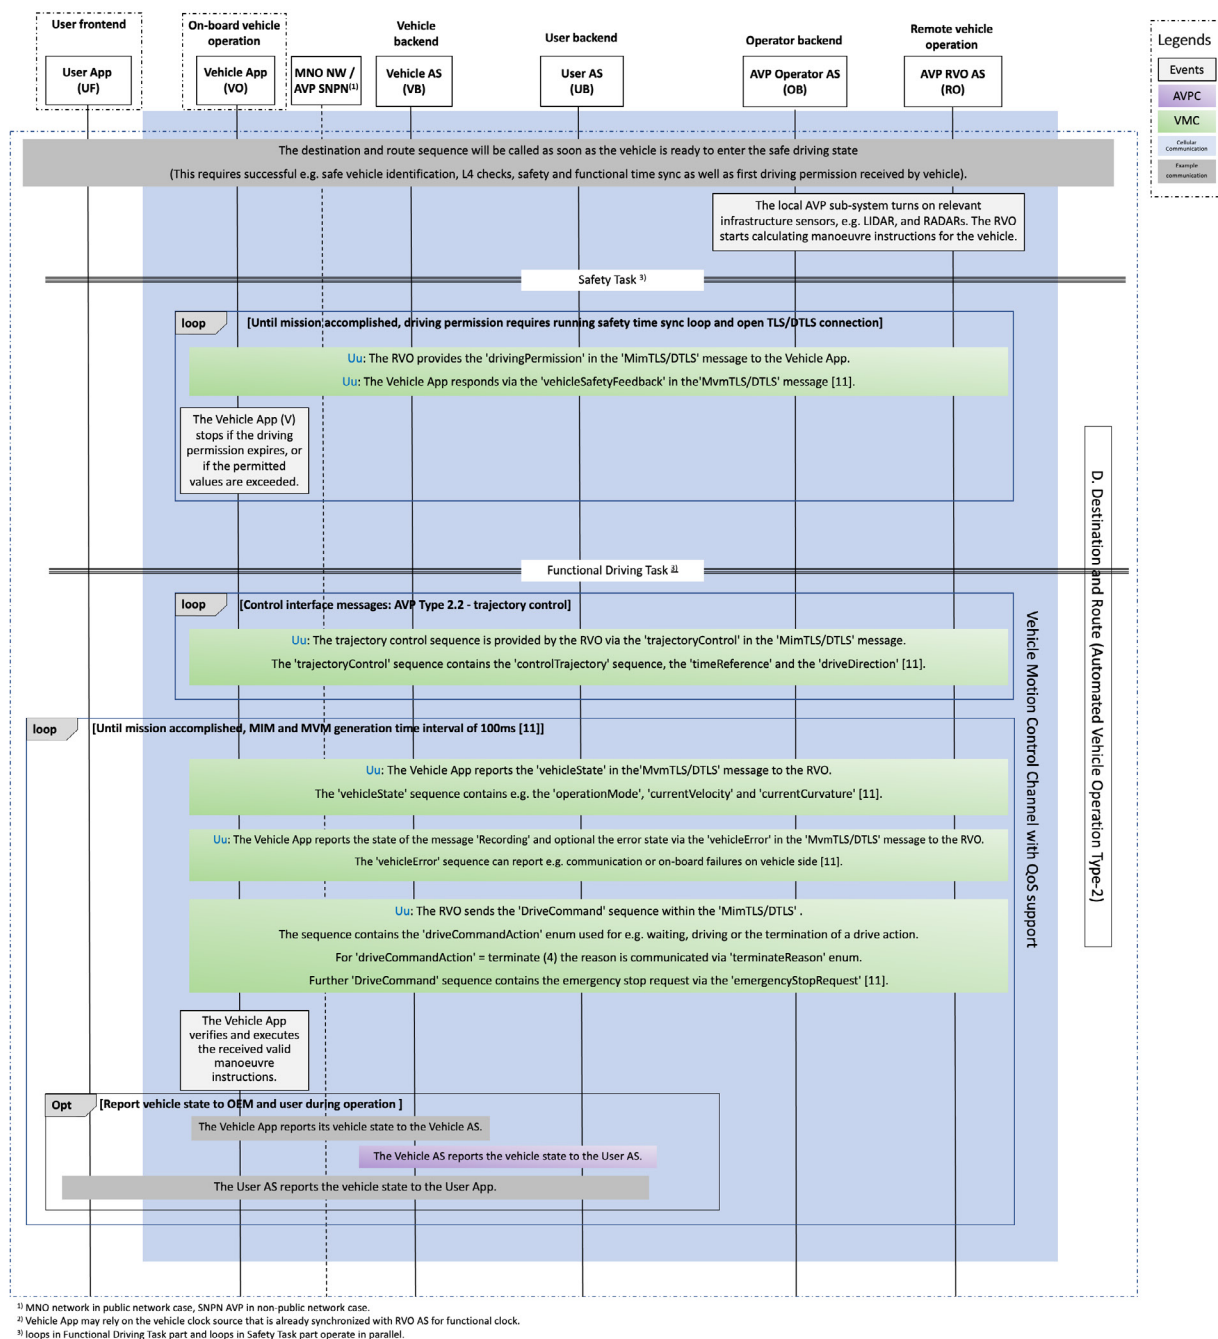 User frontend
On-board vehicle
operation
Vehicle
backend
User backend
Operator backend
Remote vehicle
operation
User App
(UF)
Vehicle App
(VO)
MNO NW /
AVP SNPN(1)
Vehicle AS
(VB)
User AS
(UB)
AVP Operator AS
(OB)
AVP RVO AS
(RO)
Legends
Events
AVPC
VMC
Cellular
Communication
Example
communication
The destination and route sequence will be called as soon as the vehicle is ready to enter the safe driving state
(This requires successful e.g. safe vehicle identification, L4 checks, safety and functional time sync as well as first driving permission received by vehicle).
The local AVP sub-system turns on relevant
infrastructure sensors, e.g. LIDAR, and RADARs. The RVO
starts calculating manoeuvre instructions for the vehicle.
Safety Task 3)
loop
[Until mission accomplished, driving permission requires running safety time sync loop and open TLS/DTLS connection]
Uu: The RVO provides the 'drivingPermission' in the 'MimTLS/DTLS' message to the Vehicle App.
Uu: The Vehicle App responds via the 'vehicleSafetyFeedback' in the'MvmTLS/DTLS' message [11].
The Vehicle App (V)
stops if the driving
permission expires, or
if the permitted
values are exceeded.
Functional Driving Task 3)
loop
[Control interface messages: AVP Type 2.2 - trajectory control]
Uu: The trajectory control sequence is provided by the RVO via the 'trajectoryControl' in the 'MimTLS/DTLS' message.
The 'trajectoryControl' sequence contains the 'controlTrajectory' sequence, the 'timeReference' and the 'driveDirection' [11].
loop
[Until mission accomplished, MIM and MVM generation time interval of 100ms [11]]
Uu: The Vehicle App reports the 'vehicleState' in the'MvmTLS/DTLS' message to the RVO.
The 'vehicleState' sequence contains e.g. the 'operationMode', 'currentVelocity' and 'currentCurvature' [11].
Uu: The Vehicle App reports the state of the message 'Recording' and optional the error state via the 'vehicleError' in the 'MvmTLS/DTLS' message to the RVO.
The 'vehicleError' sequence can report e.g. communication or on-board failures on vehicle side [11].
Uu: The RVO sends the 'DriveCommand' sequence within the 'MimTLS/DTLS' .
The sequence contains the 'driveCommandAction' enum used for e.g. waiting, driving or the termination of a drive action.
For 'driveCommandAction' = terminate (4) the reason is communicated via 'terminateReason' enum.
Further 'DriveCommand' sequence contains the emergency stop request via the 'emergencyStopRequest' [11].
The Vehicle App
verifies and executes
the received valid
manoeuvre
instructions.
Opt
[Report vehicle state to OEM and user during operation ]
The Vehicle App reports its vehicle state to the Vehicle AS.
The Vehicle AS reports the vehicle state to the User AS.
The User AS reports the vehicle state to the User App.
Vehicle Motion Control Channel with QoS support
D. Destination and Route (Automated Vehicle Operation Type-2)
1) MNO network in public network case, SNPN AVP in non-public network case.
2) Vehicle App may rely on the vehicle clock source that is already synchronized with RVO AS for functional clock.
3) loops in Functional Driving Task part and loops in Safety Task part operate in parallel.